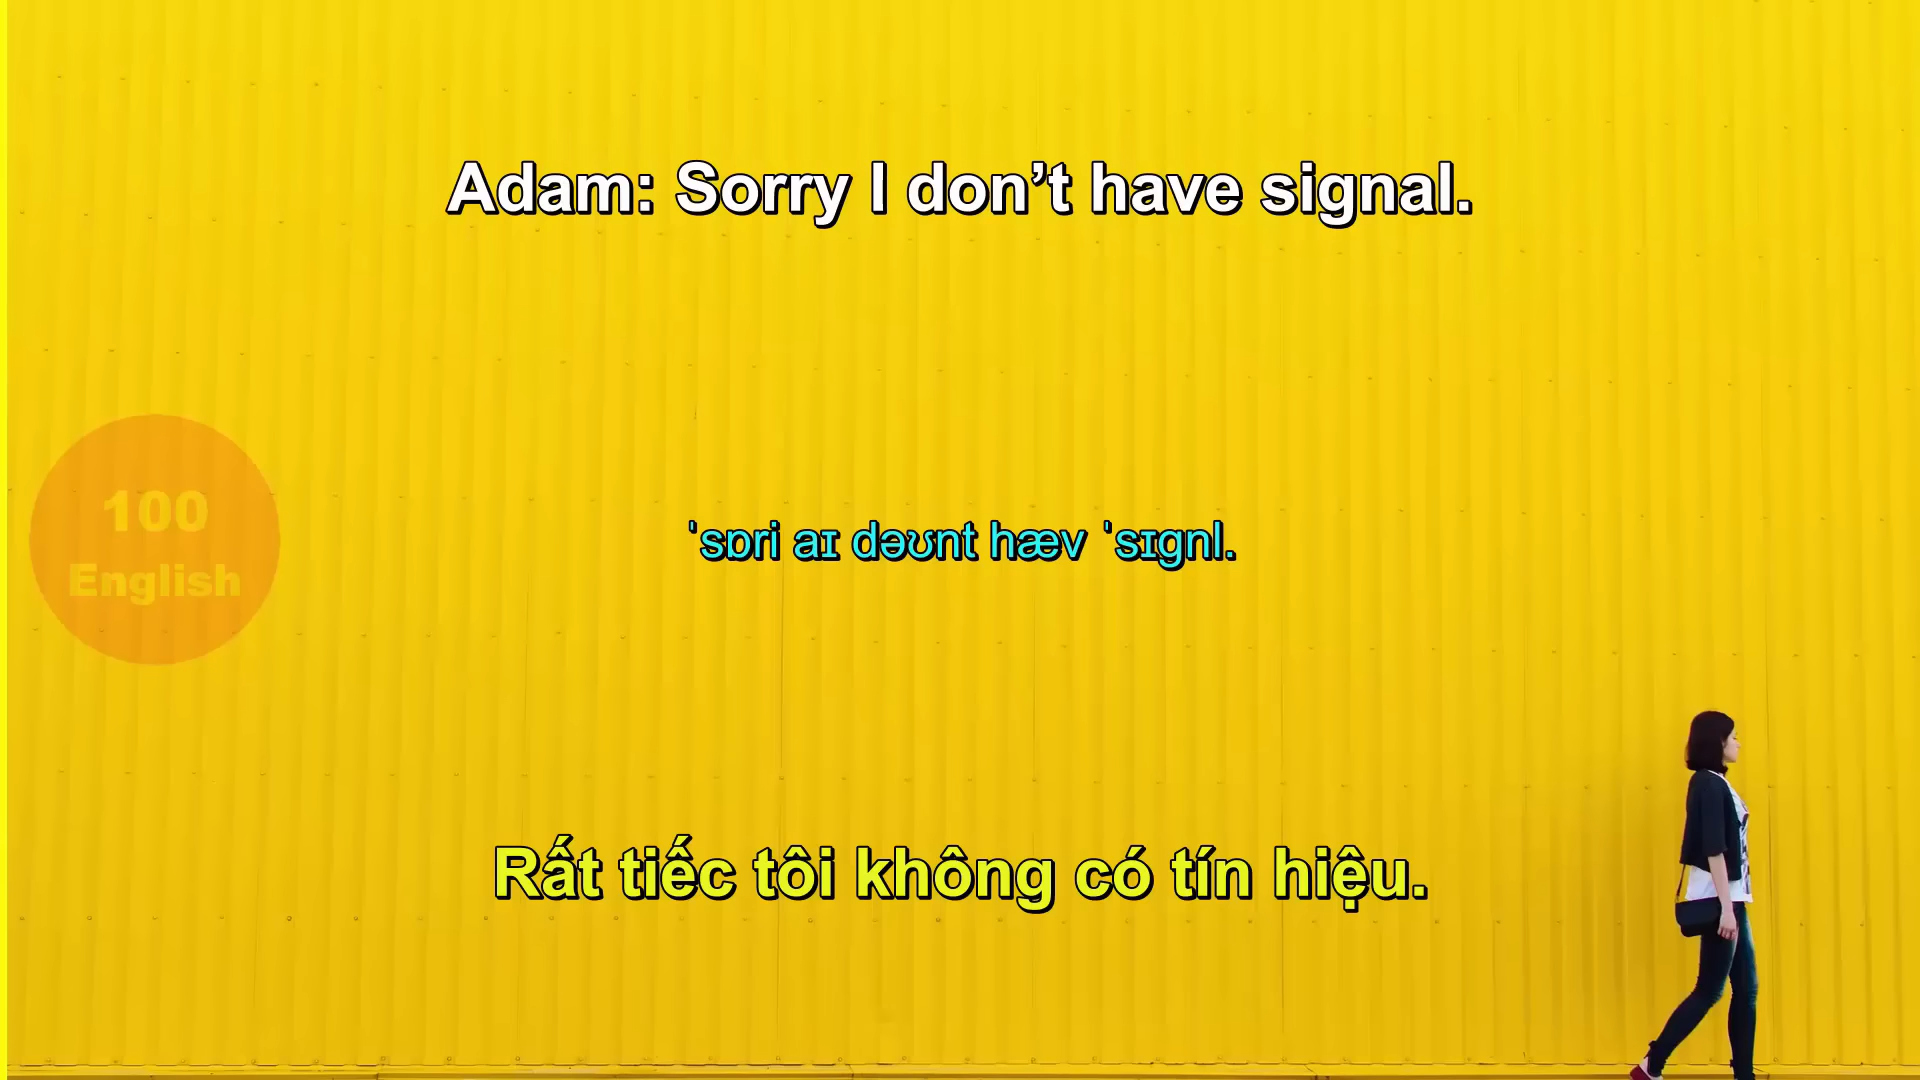 Adam: Sorry I don’t have signal.
100
English
ˈsɒri aɪ dəʊnt hæv ˈsɪgnl.
Rất tiếc tôi không có tín hiệu.